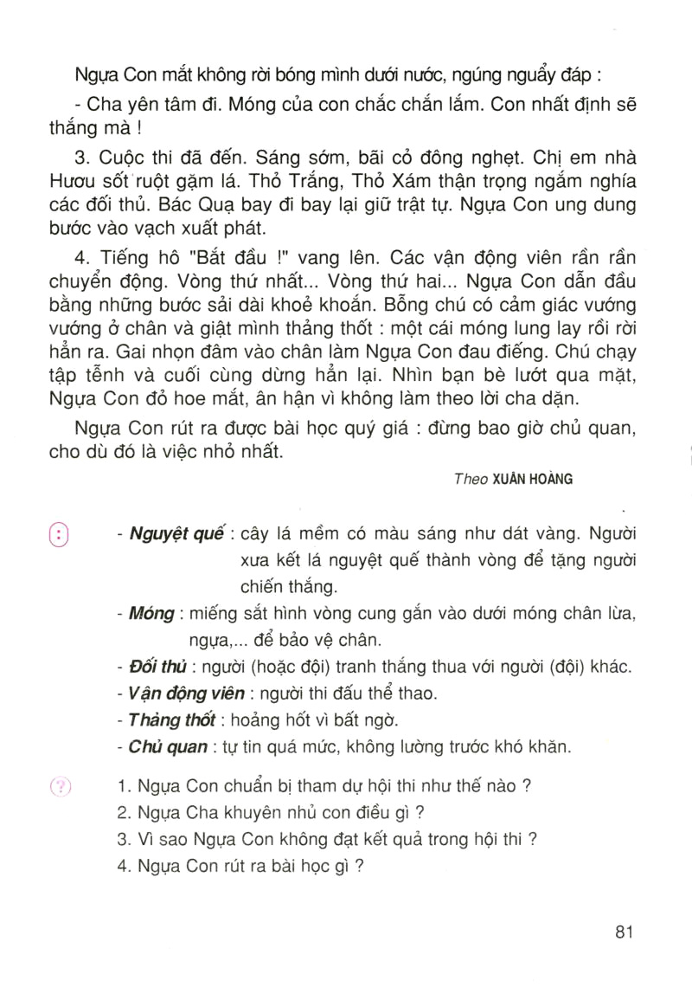 Ngựa Con mắt không rời bóng mình dưới nước, ngúng nguẩy đáp :
- Cha yên tâm đi. Móng của con chắc chắn lắm. Con nhất định sẽ
thắng mà !
3. Cuộc thi đã đến. Sáng sớm, bãi cỏ đông nghẹt. Chị em nhà
Hươu sốt ruột gặm lá. Thỏ Trắng, Thỏ Xám thận trọng ngắm nghía
các đối thủ. Bác Quạ bay đi bay lại giữ trật tự. Ngựa Con ung dung
bước vào vạch xuất phát.
4. Tiếng hô "Bắt đầu !" vang lên. Các vận động viên rần rần
chuyển động. Vòng thứ nhất... Vòng thứ hai... Ngựa Con dẫn đầu
bằng những bước sải dài khoẻ khoắn. Bỗng chú có cảm giác vướng
vướng ở chân và giật mình thảng thốt : một cái móng lung lay rồi rời
hẳn ra. Gai nhọn đâm vào chân làm Ngựa Con đau điếng. Chú chạy
tập tễnh và cuối cùng dừng hẳn lại. Nhìn bạn bè lướt qua mặt,
Ngựa Con đỏ hoe mắt, ân hận vì không làm theo lời cha dặn.
Ngựa Con rút ra được bài học quý giá : đừng bao giờ chủ quan,
cho dù đó là việc nhỏ nhất.
Theo XUÂN HOÀNG
- Nguyệt quế : cây lá mềm có màu sáng như dát vàng. Người
xưa kết lá nguyệt quế thành vòng để tặng người
chiến thắng.
- Móng : miếng sắt hình vòng cung gắn vào dưới móng chân lừa,
ngựa,... để bảo vệ chân.
- Đối thủ : người (hoặc đội) tranh thắng thua với người (đội) khác.
- Vận động viên : người thi đấu thể thao.
- Thảng thốt : hoảng hốt vì bất ngờ.
- Chủ quan : tự tin quá mức, không lường trước khó khăn.
? 1. Ngựa Con chuẩn bị tham dự hội thi như thế nào ?
2. Ngựa Cha khuyên nhủ con điều gì ?
3. Vì sao Ngựa Con không đạt kết quả trong hội thi ?
4. Ngựa Con rút ra bài học gì ?
81